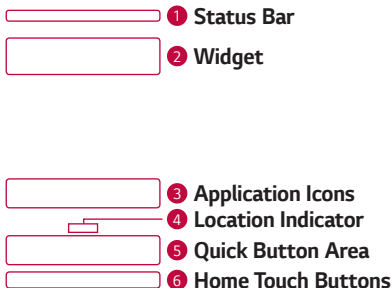 1 Status Bar
2 Widget
3 Application Icons
4 Location Indicator
5 Quick Button Area
6 Home Touch Buttons